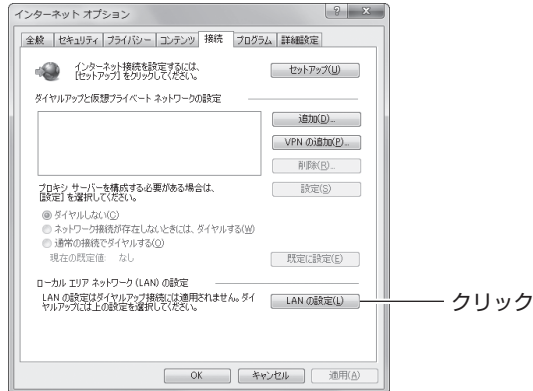 インターネット オプション
全般 セキュリティ プライバシー コンテンツ 接続 プログラム 詳細設定
インターネット接続を設定するには、
[セットアップ] をクリックしてください。
セットアップ(U)
ダイヤルアップと仮想プライベート ネットワークの設定
追加(D)...
VPN の追加(P)...
削除(R)...
プロキシ サーバーを構成する必要がある場合は、
[設定] を選択してください。
設定(S)
ダイヤルしない(C)
ネットワーク接続が存在しないときには、ダイヤルする(W)
通常の接続でダイヤルする(O)
現在の既定値: なし
既定に設定(E)
ローカル エリア ネットワーク (LAN) の設定
LAN の設定はダイヤルアップ接続には適用されません。ダイ
ヤルアップには上の設定を選択してください。
LAN の設定(L)
クリック
OK キャンセル 適用(A)